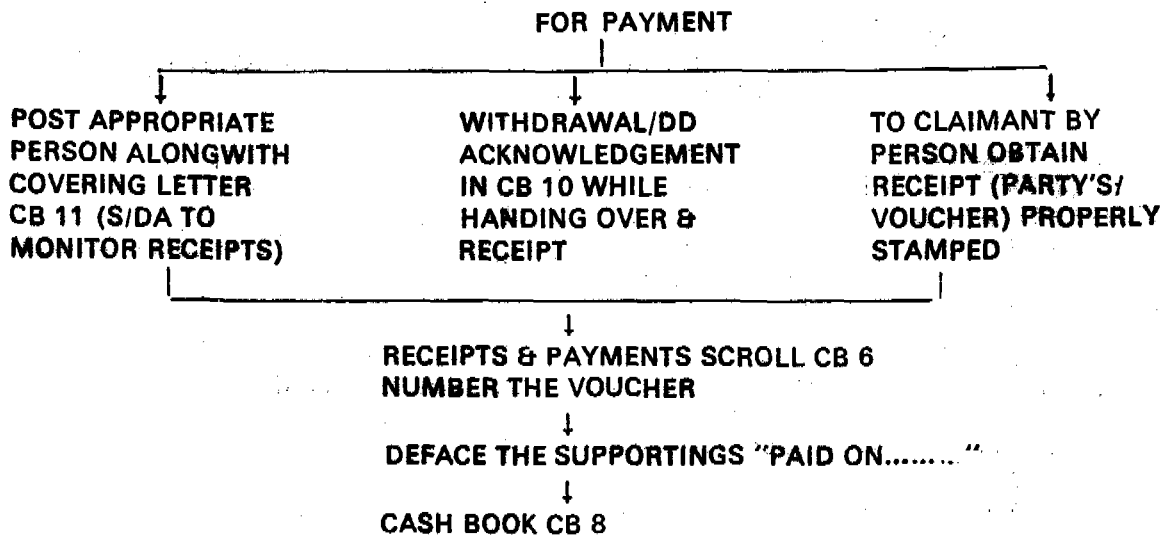 FOR PAYMENT
POST APPROPRIATE
PERSON ALONGWITH
COVERING LETTER
CB 11 (S/DA TO
MONITOR RECEIPTS)
WITHDRAWAL/DD
ACKNOWLEDGEMENT
IN CB 10 WHILE
HANDING OVER &
RECEIPT
TO CLAIMANT BY
PERSON OBTAIN
RECEIPT (PARTY'S/
VOUCHER) PROPERLY
STAMPED
RECEIPTS & PAYMENTS SCROLL CB 6
NUMBER THE VOUCHER
DEFACE THE SUPPORTINGS "PAID ON........ "
CASH BOOK CB 8